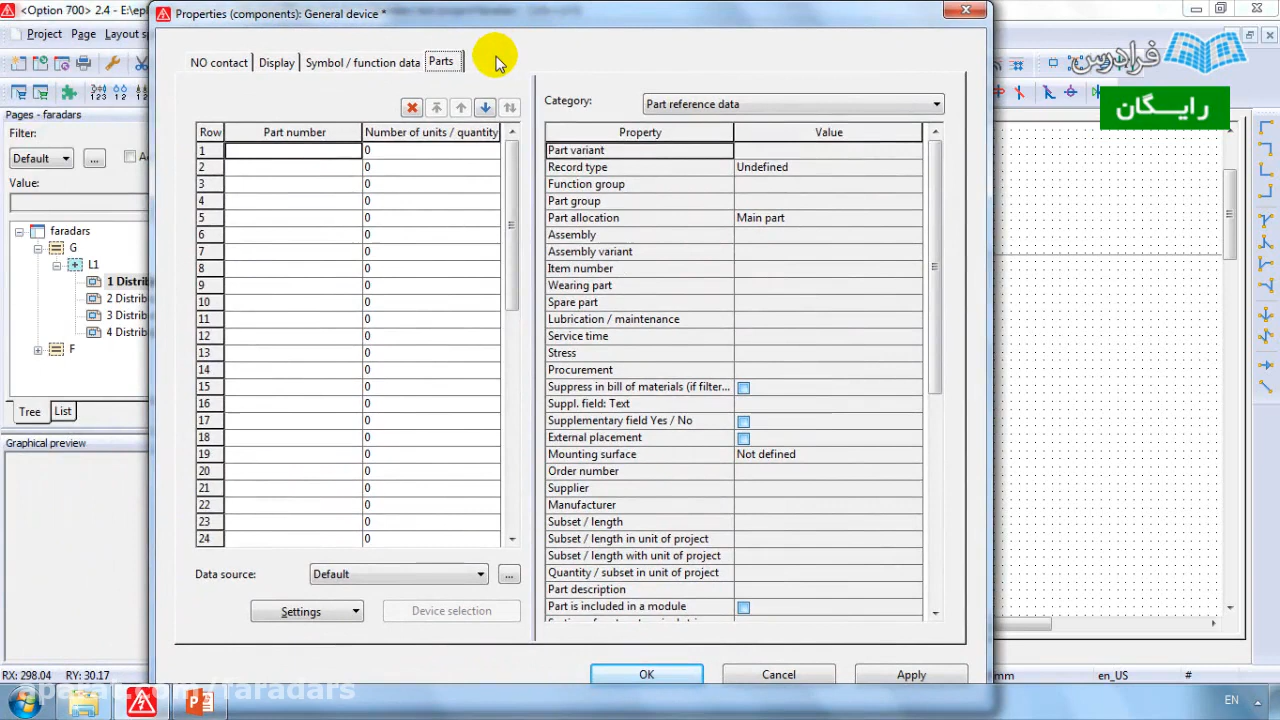 <Option 700> 2.4 - E:\epl
Properties (components): General device *
Project Page Layout sp
NO contact Display Symbol / function data Parts
فرادرس
رایگان
Pages - faradars
Filter:
Default ... A
Value:
faradars
G
L1
1 Distrib
2 Distrib
3 Distrib
4 Distrib
F
Tree List
Graphical preview
Row Part number Number of units / quantity
1 0
2 0
3 0
4 0
5 0
6 0
7 0
8 0
9 0
10 0
11 0
12 0
13 0
14 0
15 0
16 0
17 0
18 0
19 0
20 0
21 0
22 0
23 0
24 0
Data source: Default ...
Settings Device selection
Category: Part reference data
Property Value
Part variant
Record type Undefined
Function group
Part group
Part allocation Main part
Assembly
Assembly variant
Item number
Wearing part
Spare part
Lubrication / maintenance
Service time
Stress
Procurement
Suppress in bill of materials (if filter...
Suppl. field: Text
Supplementary field Yes / No
External placement
Mounting surface Not defined
Order number
Supplier
Manufacturer
Subset / length
Subset / length in unit of project
Subset / length with unit of project
Quantity / subset in unit of project
Part description
Part is included in a module
OK Cancel Apply
RX: 298.04 RY: 30.17 mm en_US #
aparat.com/faradars
EN